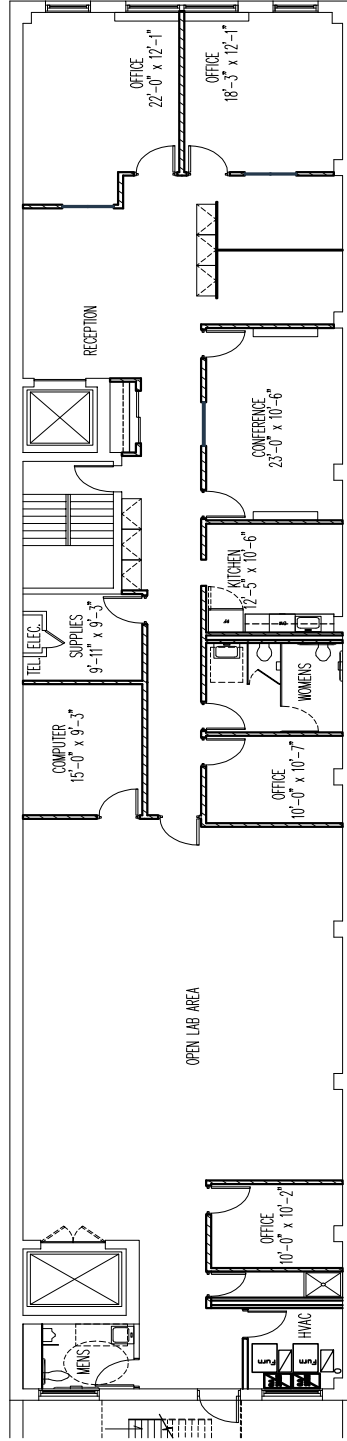 OFFICE
22'-0" x 12'-1"
OFFICE
18'-3" x 12'-1"
RECEPTION
CONFERENCE
23'-0" x 10'-6"
KITCHEN
12'-5" x 10'-6"
TEL.
ELEC.
SUPPLIES
9'-11" x 9'-3"
WOMENS
COMPUTER
15'-0" x 9'-3"
OFFICE
10'-0" x 10'-7"
OPEN LAB AREA
OFFICE
10'-0" x 10'-2"
MENS
HVAC
Furn
Furn